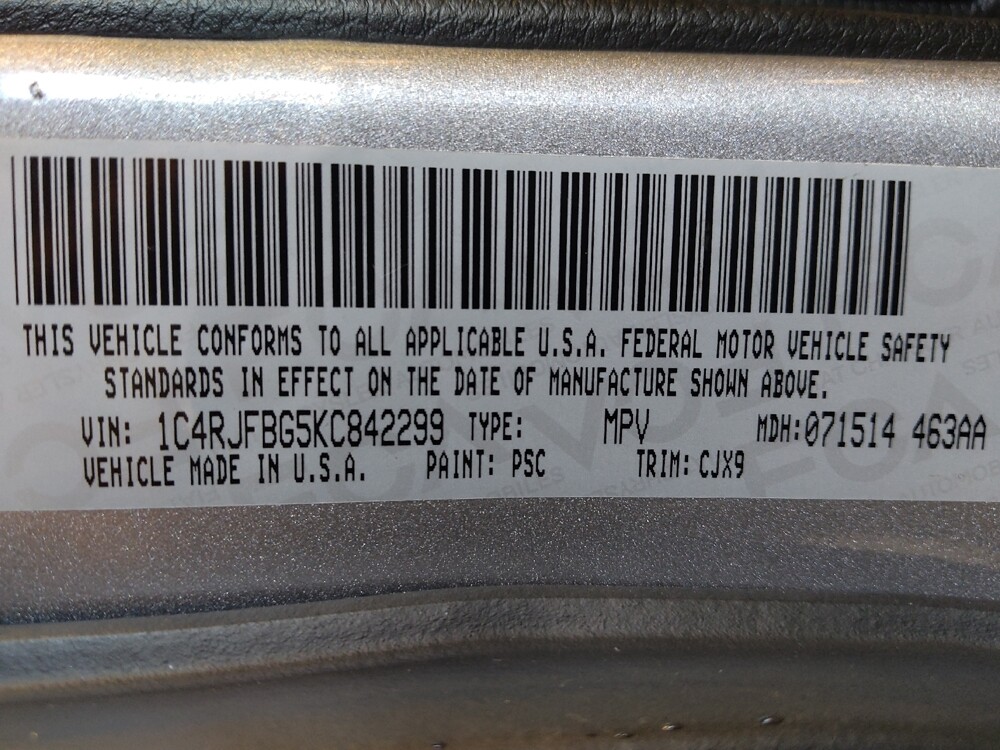 THIS VEHICLE CONFORMS TO ALL APPLICABLE U.S.A. FEDERAL MOTOR VEHICLE SAFETY
STANDARDS IN EFFECT ON THE DATE OF MANUFACTURE SHOWN ABOVE.
VIN: 1C4RJFBG5KC842299 TYPE: MPV MDH:071514 463AA
VEHICLE MADE IN U.S.A. PAINT: PSC TRIM: CJX9